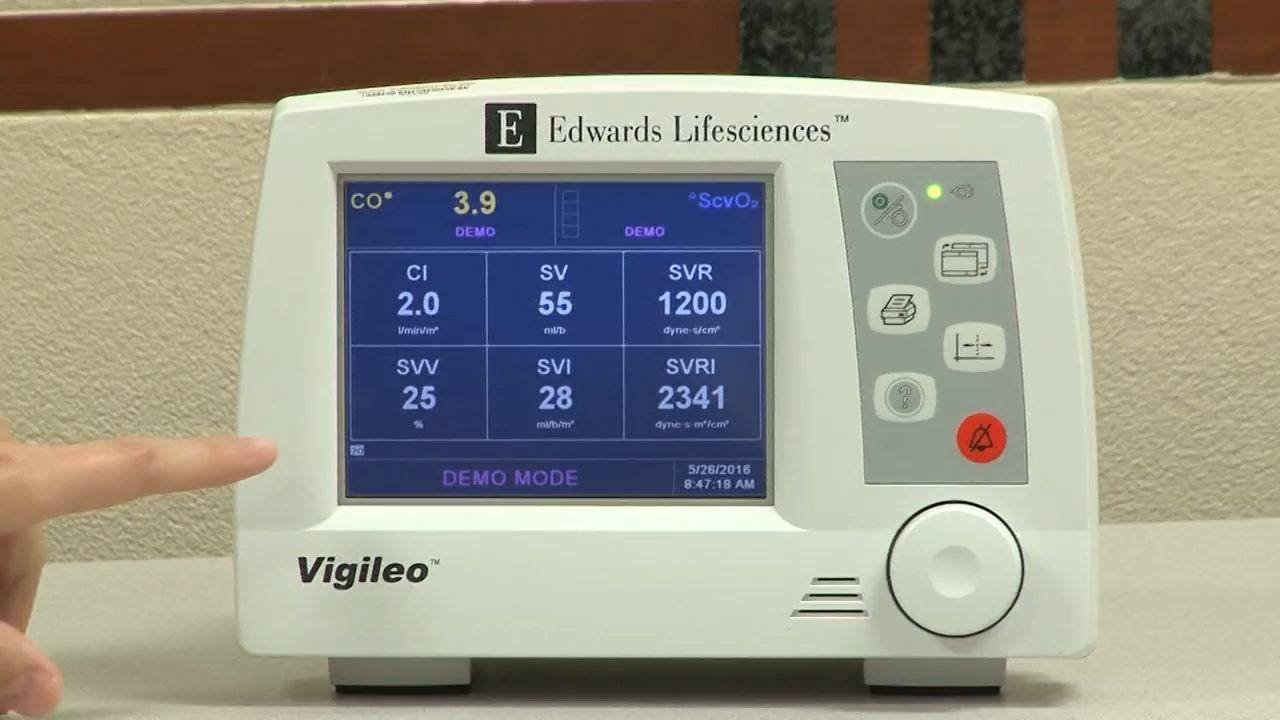 E Edwards Lifesciences™
CO 3.9 ScvO₂
DEMO DEMO
CI SV SVR
2.0 55 1200
l/min/m² ml/b dyne-s/cm⁵
SVV SVI SVRI
25 28 2341
% ml/b/m² dyne-s-m²/cm⁵
20
DEMO MODE
5/26/2016
8:47:18 AM
?
Vigileo™